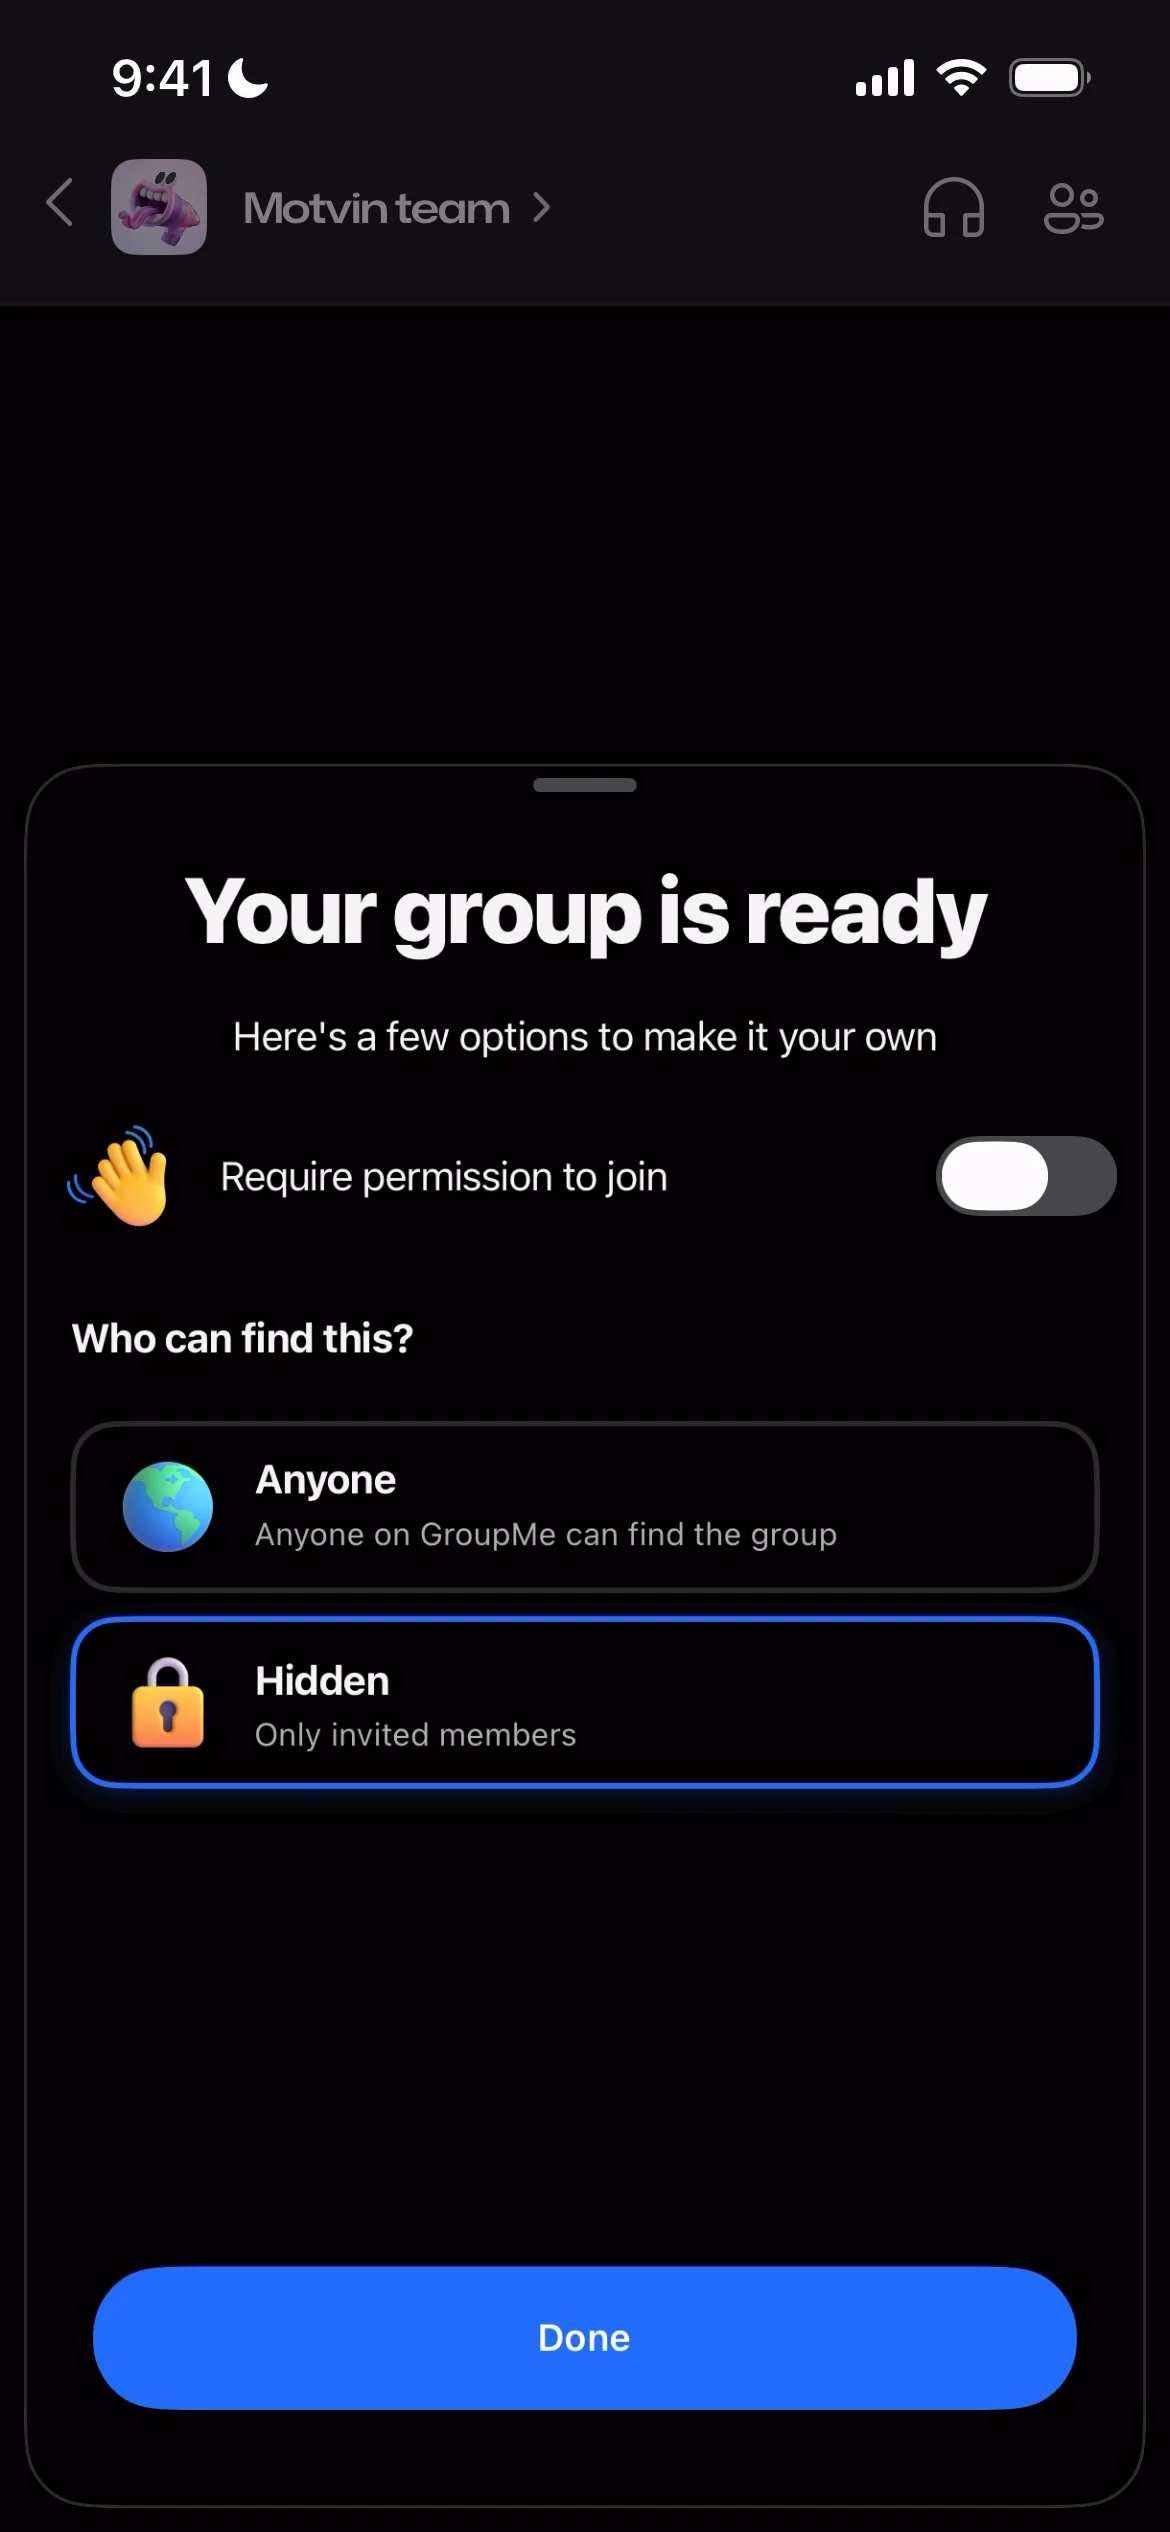 9:41
Motvin team
Your group is ready
Here's a few options to make it your own
Require permission to join
Who can find this?
Anyone
Anyone on GroupMe can find the group
Hidden
Only invited members
Done